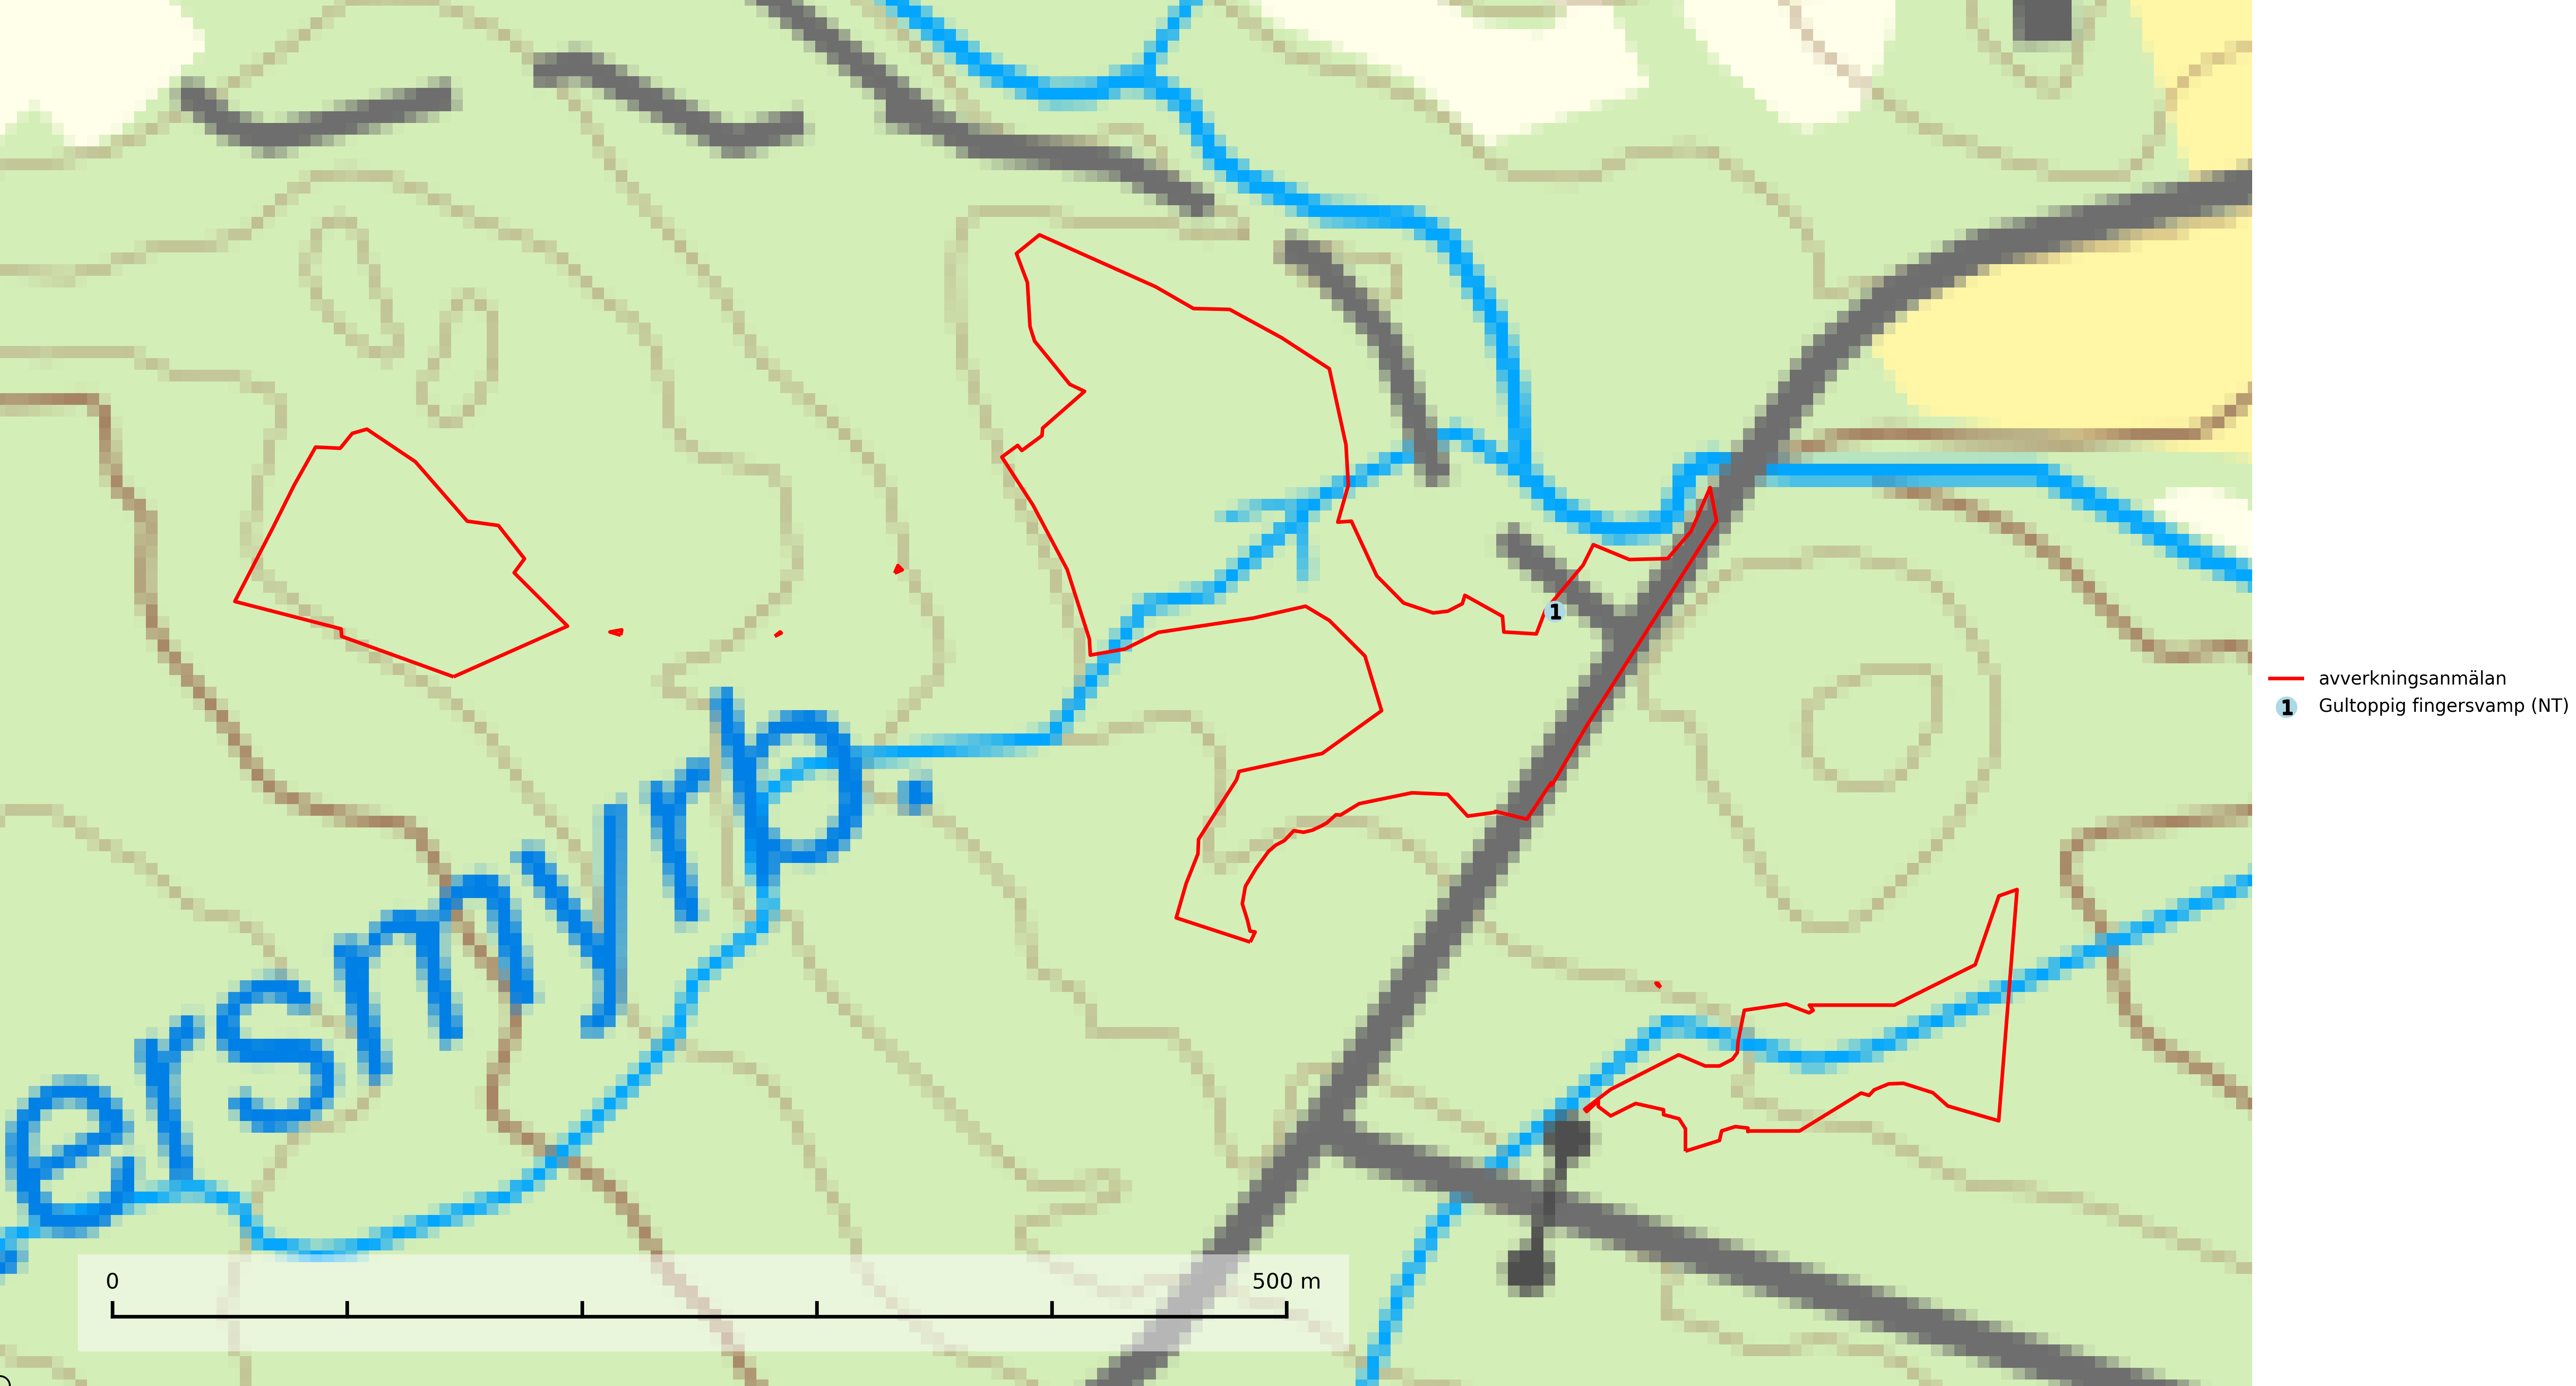 ersmyrb.
1
0 500 m
avverkningsanmälan
1 Gultoppig fingersvamp (NT)